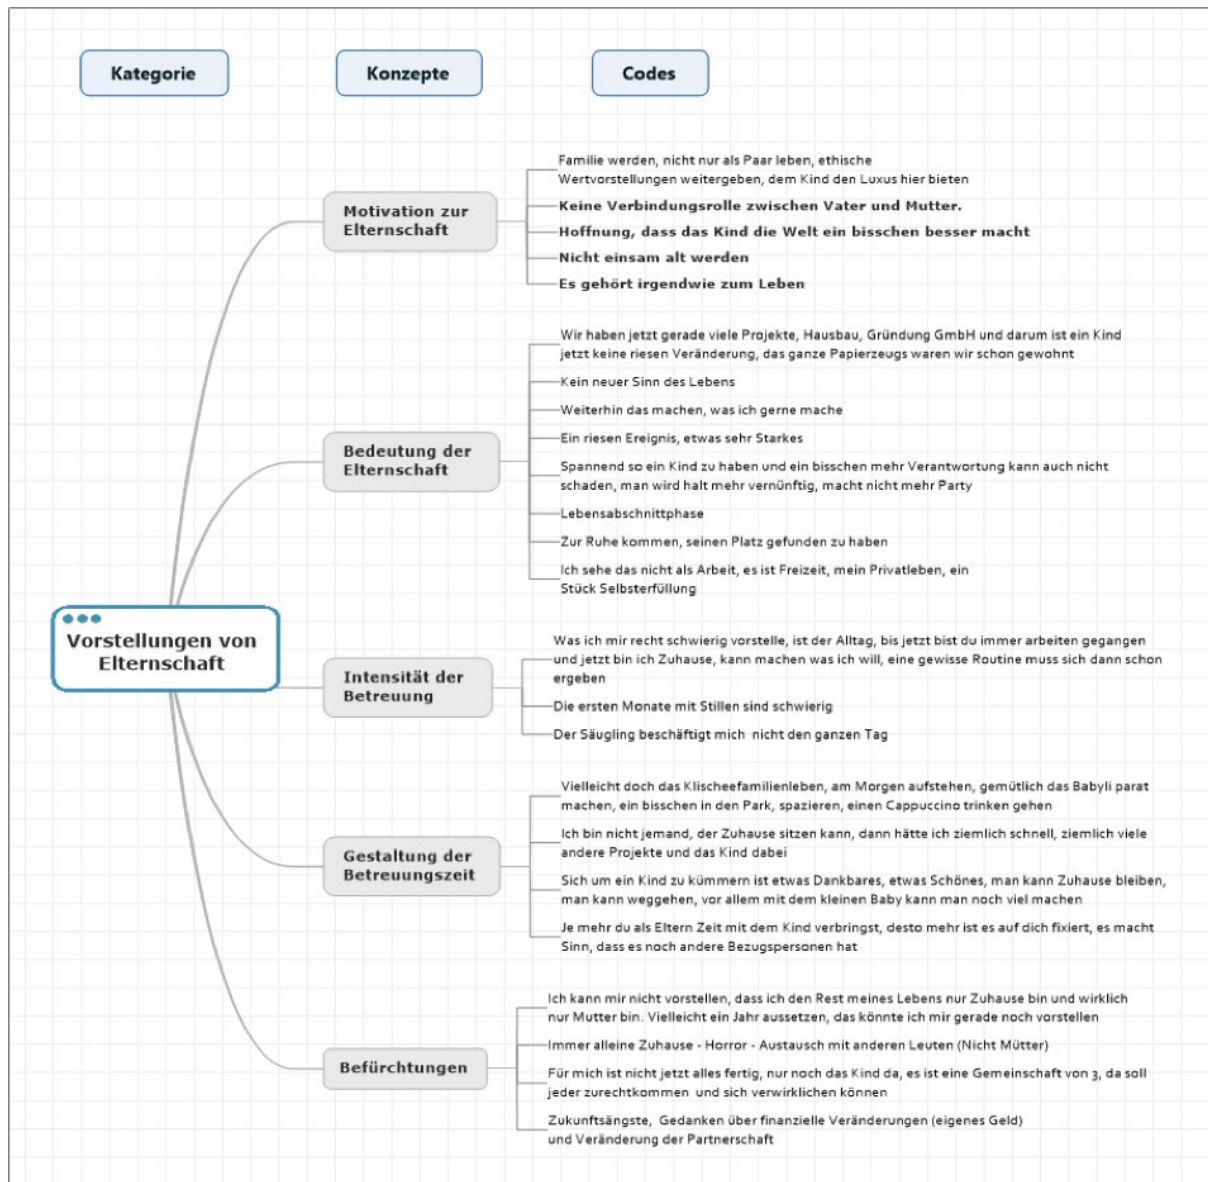 Kategorie
Konzepte
Codes
Vorstellungen von
Elternschaft
Motivation zur
Elternschaft
Familie werden, nicht nur als Paar leben, ethische
Wertvorstellungen weitergeben, dem Kind den Luxus hier bieten
Keine Verbindungsrolle zwischen Vater und Mutter.
Hoffnung, dass das Kind die Welt ein bisschen besser macht
Nicht einsam alt werden
Es gehört irgendwie zum Leben
Bedeutung der
Elternschaft
Wir haben jetzt gerade viele Projekte, Hausbau, Gründung GmbH und darum ist ein Kind
jetzt keine riesen Veränderung, das ganze Papierzeugs waren wir schon gewohnt
Kein neuer Sinn des Lebens
Weiterhin das machen, was ich gerne mache
Ein riesen Ereignis, etwas sehr Starkes
Spannend so ein Kind zu haben und ein bisschen mehr Verantwortung kann auch nicht
schaden, man wird halt mehr vernünftig, macht nicht mehr Party
Lebensabschnittphase
Zur Ruhe kommen, seinen Platz gefunden zu haben
Ich sehe das nicht als Arbeit, es ist Freizeit, mein Privatleben, ein
Stück Selbsterfüllung
Intensität der
Betreuung
Was ich mir recht schwierig vorstelle, ist der Alltag, bis jetzt bist du immer arbeiten gegangen
und jetzt bin ich Zuhause, kann machen was ich will, eine gewisse Routine muss sich dann schon
ergeben
Die ersten Monate mit Stillen sind schwierig
Der Säugling beschäftigt mich nicht den ganzen Tag
Gestaltung der
Betreuungszeit
Vielleicht doch das Klischeefamilienleben, am Morgen aufstehen, gemütlich das Babyli parat
machen, ein bisschen in den Park, spazieren, einen Cappuccino trinken gehen
Ich bin nicht jemand, der Zuhause sitzen kann, dann hätte ich ziemlich schnell, ziemlich viele
andere Projekte und das Kind dabei
Sich um ein Kind zu kümmern ist etwas Dankbares, etwas Schönes, man kann Zuhause bleiben,
man kann weggehen, vor allem mit dem kleinen Baby kann man noch viel machen
Je mehr du als Eltern Zeit mit dem Kind verbringst, desto mehr ist es auf dich fixiert, es macht
Sinn, dass es noch andere Bezugspersonen hat
Befürchtungen
Ich kann mir nicht vorstellen, dass ich den Rest meines Lebens nur Zuhause bin und wirklich
nur Mutter bin. Vielleicht ein Jahr aussetzen, das könnte ich mir gerade noch vorstellen
Immer alleine Zuhause - Horror - Austausch mit anderen Leuten (Nicht Mütter)
Für mich ist nicht jetzt alles fertig, nur noch das Kind da, es ist eine Gemeinschaft von 3, da soll
jeder zurechtkommen und sich verwirklichen können
Zukunftsängste, Gedanken über finanzielle Veränderungen (eigenes Geld)
und Veränderung der Partnerschaft